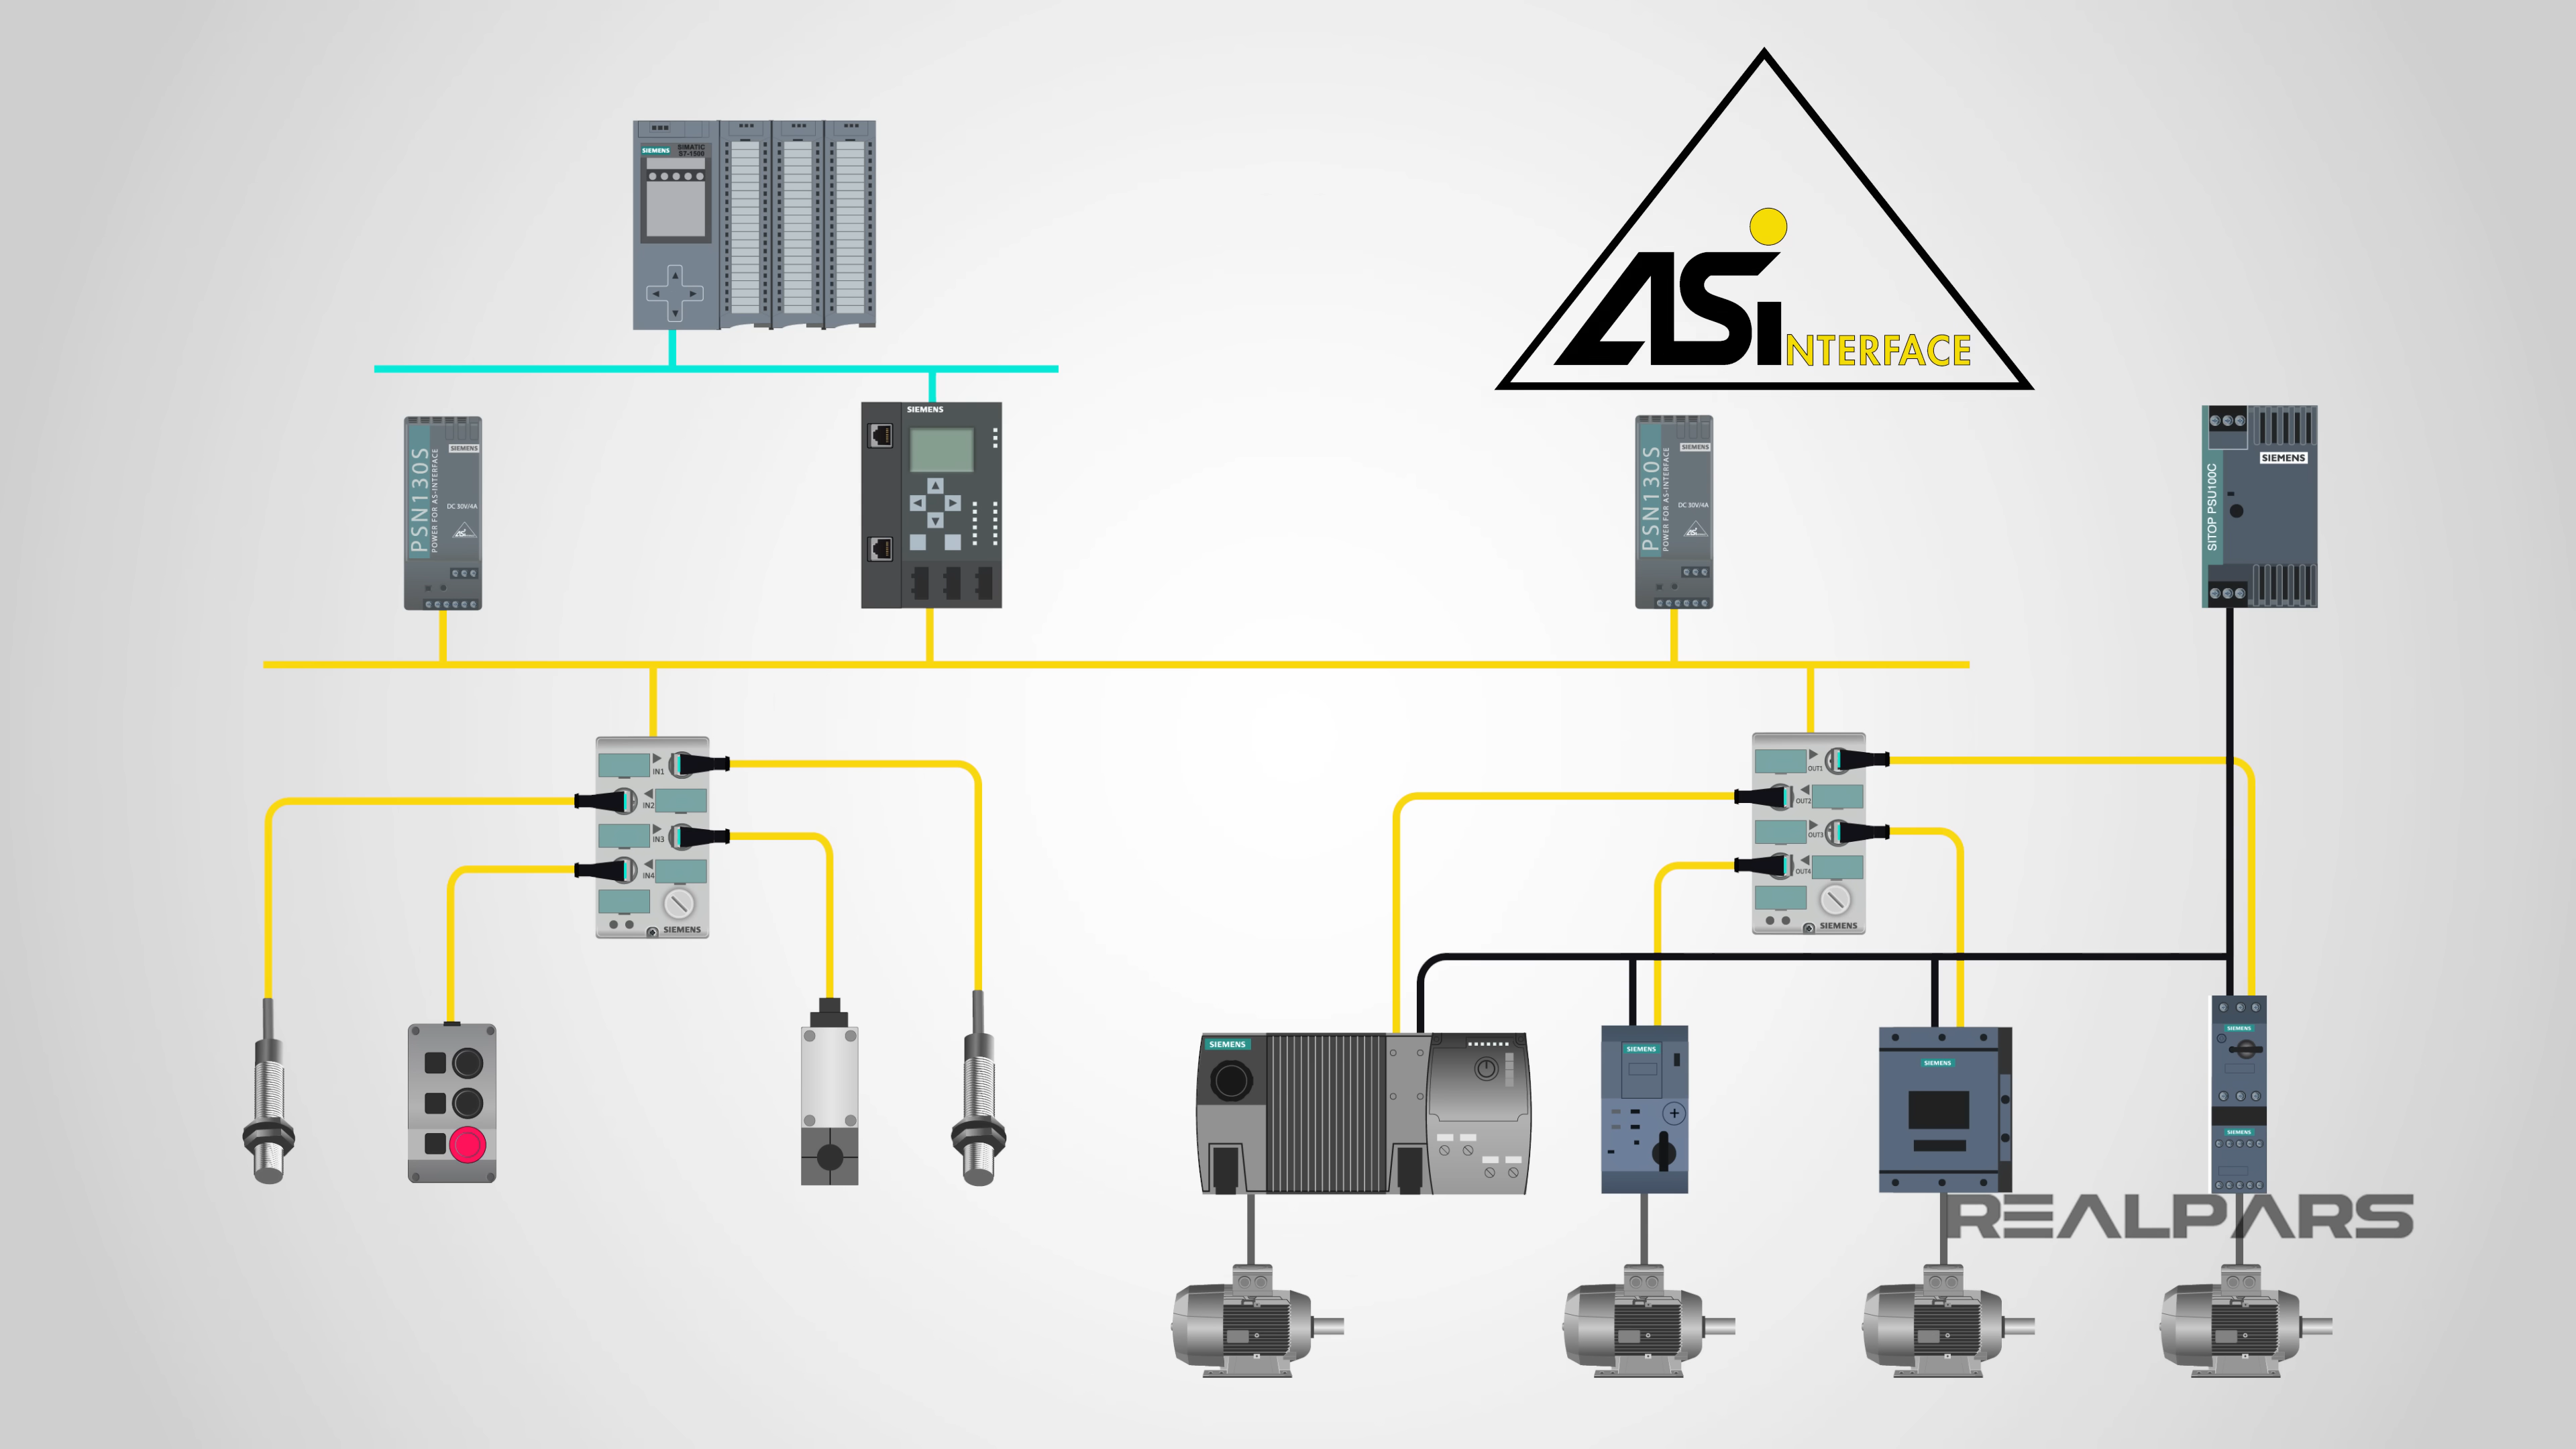 SIEMENS
SIMATIC
S7-1500
ASi
NTERFACE
PSN130S
POWER FOR AS-INTERFACE
SIEMENS
DC 30V/4A
SIEMENS
PSN130S
POWER FOR AS-INTERFACE
SIEMENS
DC 30V/4A
SITOP PSU100C
SIEMENS
IN1
IN2
IN3
IN4
SIEMENS
OUT1
OUT2
OUT3
OUT4
SIEMENS
SIEMENS
SIEMENS
SIEMENS
SIEMENS
SIEMENS
REALPARS